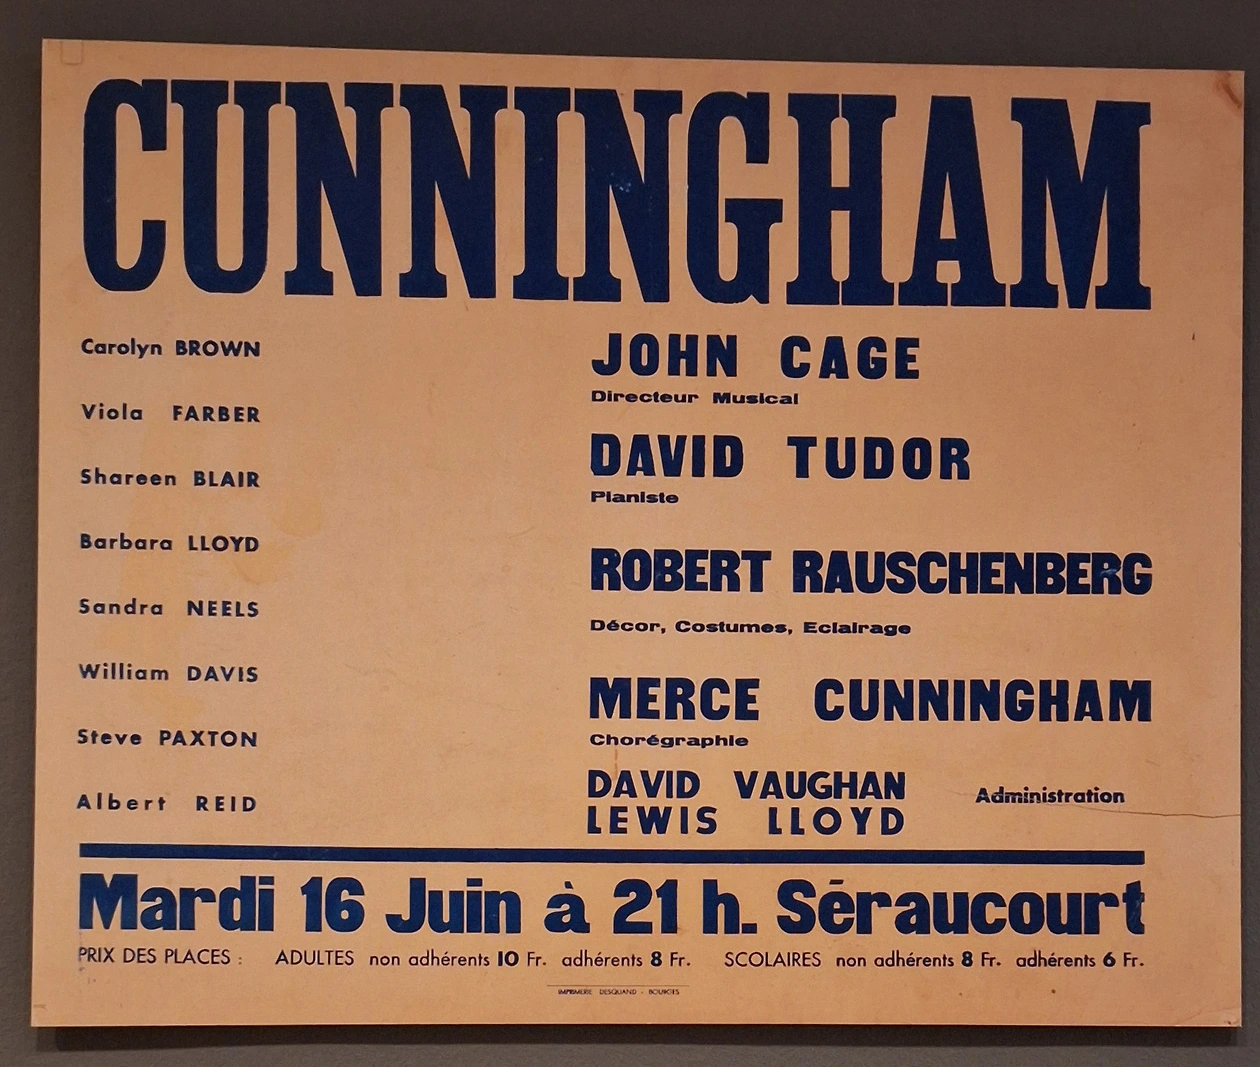 CUNNINGHAM
Carolyn BROWN
Viola FARBER
Shareen BLAIR
Barbara LLOYD
Sandra NEELS
William DAVIS
Steve PAXTON
Albert REID
JOHN CAGE
Directeur Musical
DAVID TUDOR
Pianiste
ROBERT RAUSCHENBERG
Décor, Costumes, Eclairage
MERCE CUNNINGHAM
Chorégraphie
DAVID VAUGHAN
LEWIS LLOYD
Administration
Mardi 16 Juin à 21 h. Séraucourt
PRIX DES PLACES : ADULTES non adhérents 10 Fr. adhérents 8 Fr. SCOLAIRES non adhérents 8 Fr. adhérents 6 Fr.
IMPRIMERIE DESQUAND - BOURGES